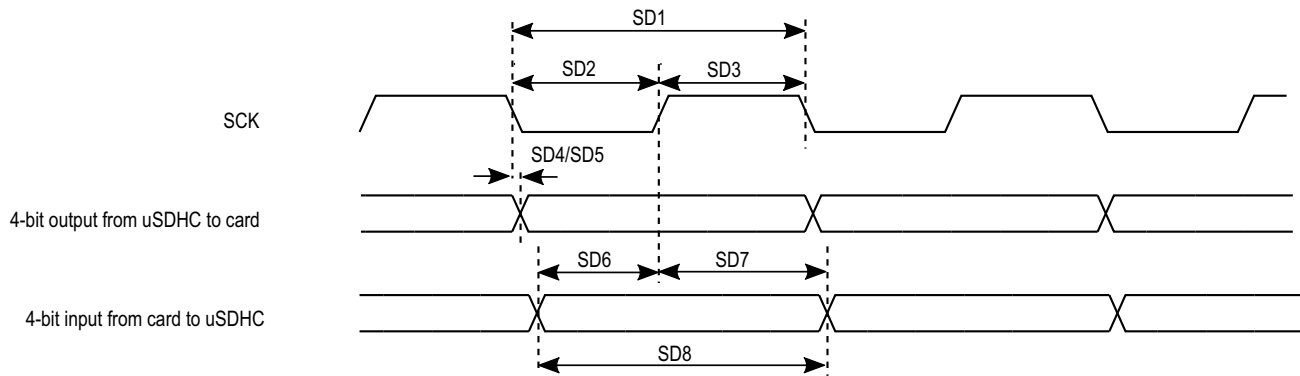 SD1
SD2
SD3
SCK
SD4/SD5
4-bit output from uSDHC to card
SD6
SD7
4-bit input from card to uSDHC
SD8